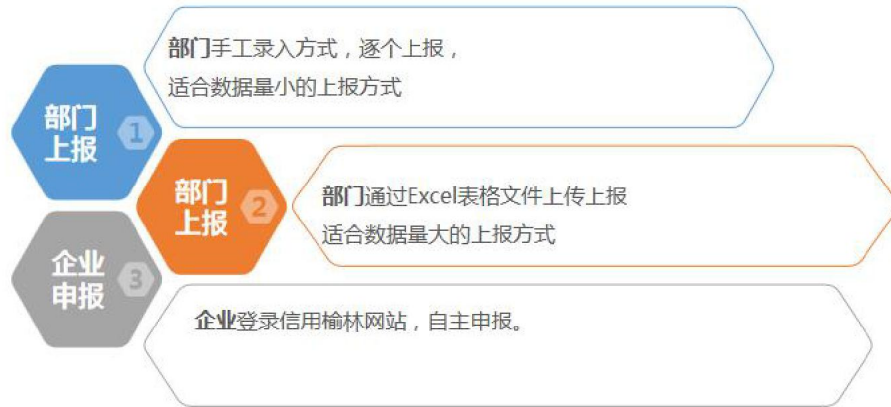 部门手工录入方式，逐个上报，
适合数据量小的上报方式
部门
上报
1
部门
上报
2
部门通过Excel表格文件上传上报
适合数据量大的上报方式
企业
申报
3
企业登录信用榆林网站，自主申报。